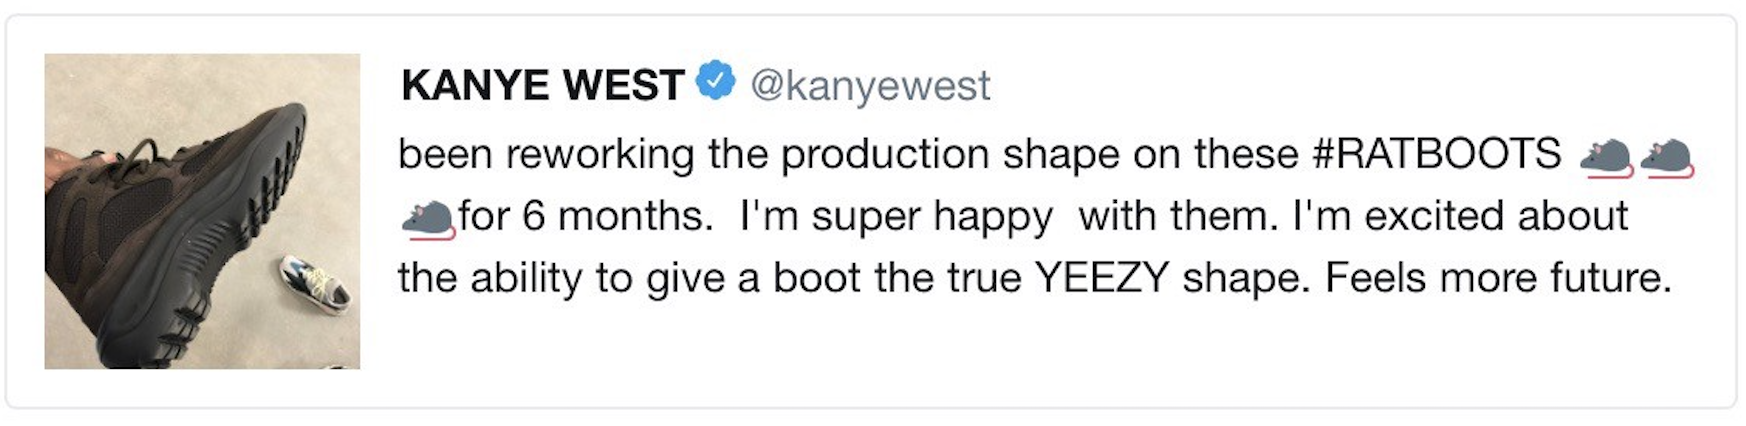 KANYE WEST @kanyewest
been reworking the production shape on these #RATBOOTS 🐀🐀
🐀for 6 months.  I'm super happy  with them. I'm excited about
the ability to give a boot the true YEEZY shape. Feels more future.